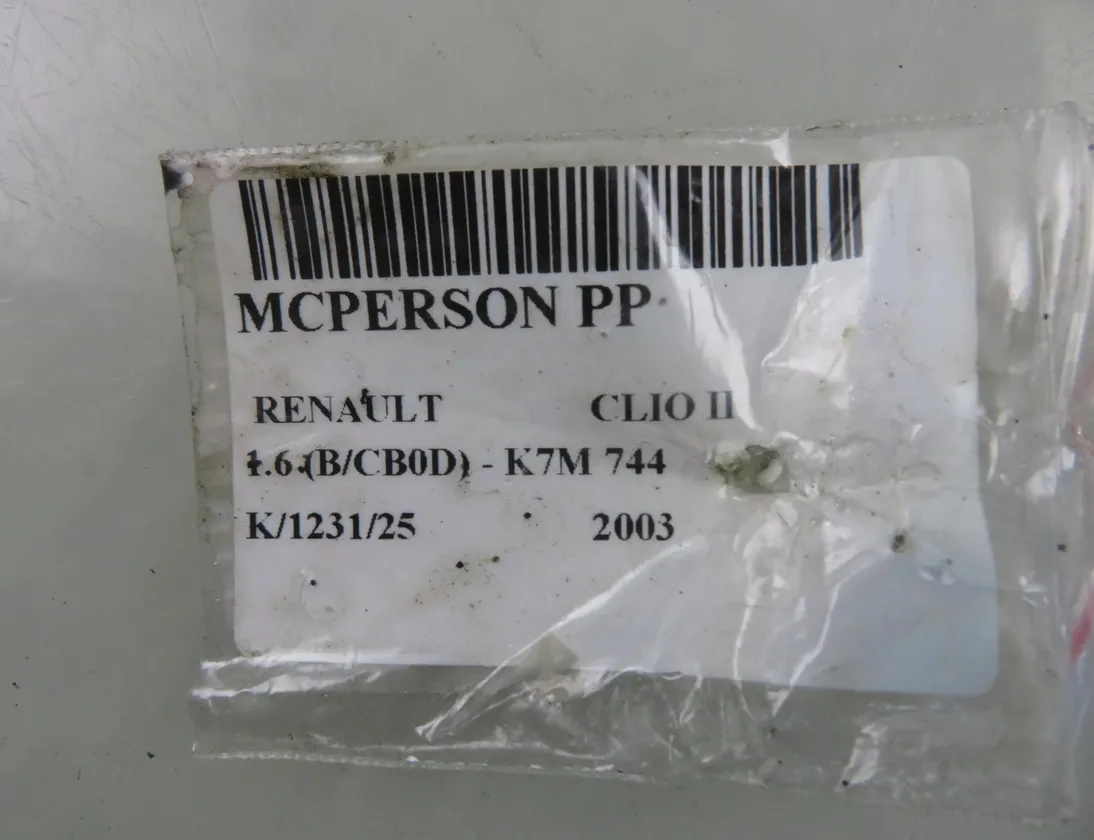 MCPERSON PP
RENAULT CLIO II
1.6 (B/CB0D) - K7M 744
K/1231/25 2003